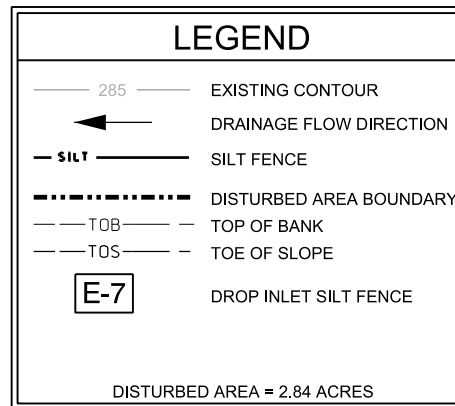 LEGEND
285 EXISTING CONTOUR
DRAINAGE FLOW DIRECTION
SILT SILT FENCE
DISTURBED AREA BOUNDARY
TOB TOP OF BANK
TOS TOE OF SLOPE
E-7 DROP INLET SILT FENCE
DISTURBED AREA = 2.84 ACRES